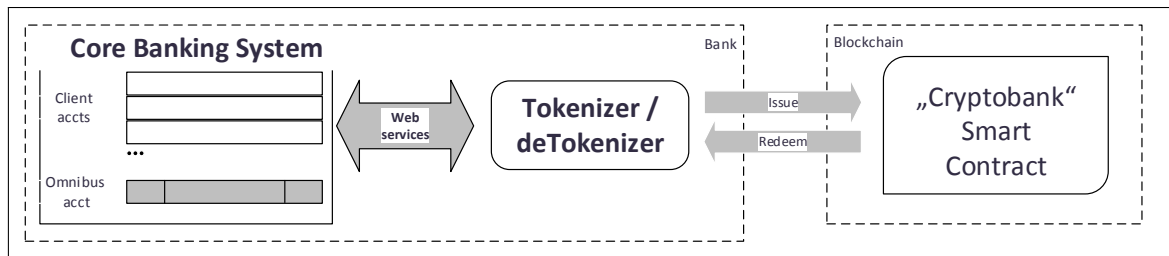 Core Banking System
Bank
Blockchain
Client
accts
...
Omnibus
acct
Web
services
Tokenizer /
deTokenizer
Issue
Redeem
„Cryptobank“
Smart
Contract